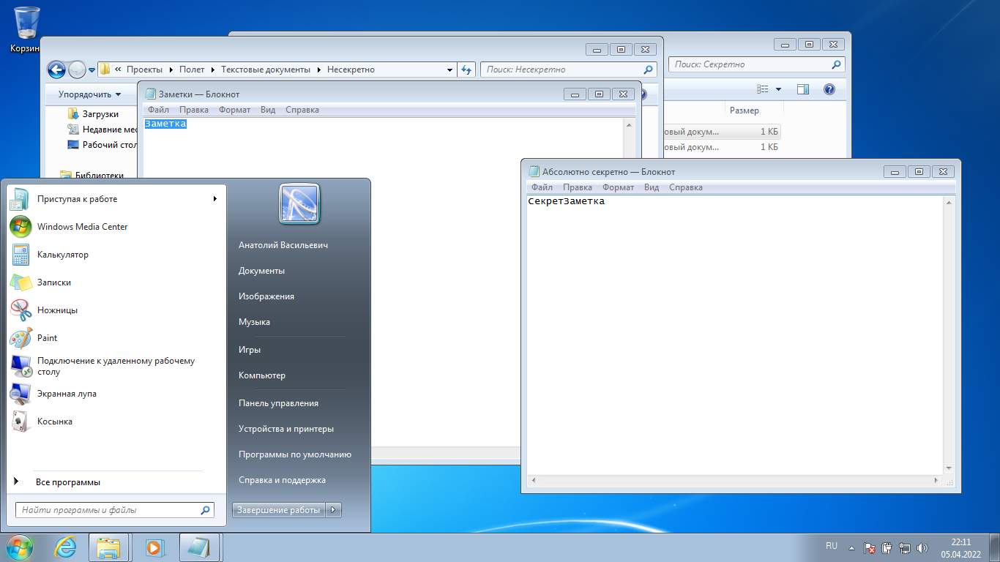 Корзин
Поиск: Секретно
Размер
овый докум... 1 КБ
овый докум... 1 КБ
« Проекты Полет Текстовые документы Несекретно
Поиск: Несекретно
Упорядочить
Загрузки
Недавние мес
Рабочий стол
Библиотеки
Заметки — Блокнот
Файл Правка Формат Вид Справка
Заметка
Абсолютно секретно — Блокнот
Файл Правка Формат Вид Справка
СекретЗаметка
Приступая к работе
Windows Media Center
Калькулятор
Записки
Ножницы
Paint
Подключение к удаленному рабочему
столу
Экранная лупа
Косынка
Все программы
Найти программы и файлы
Анатолий Васильевич
Документы
Изображения
Музыка
Игры
Компьютер
Панель управления
Устройства и принтеры
Программы по умолчанию
Справка и поддержка
Завершение работы
RU
22:11
05.04.2022